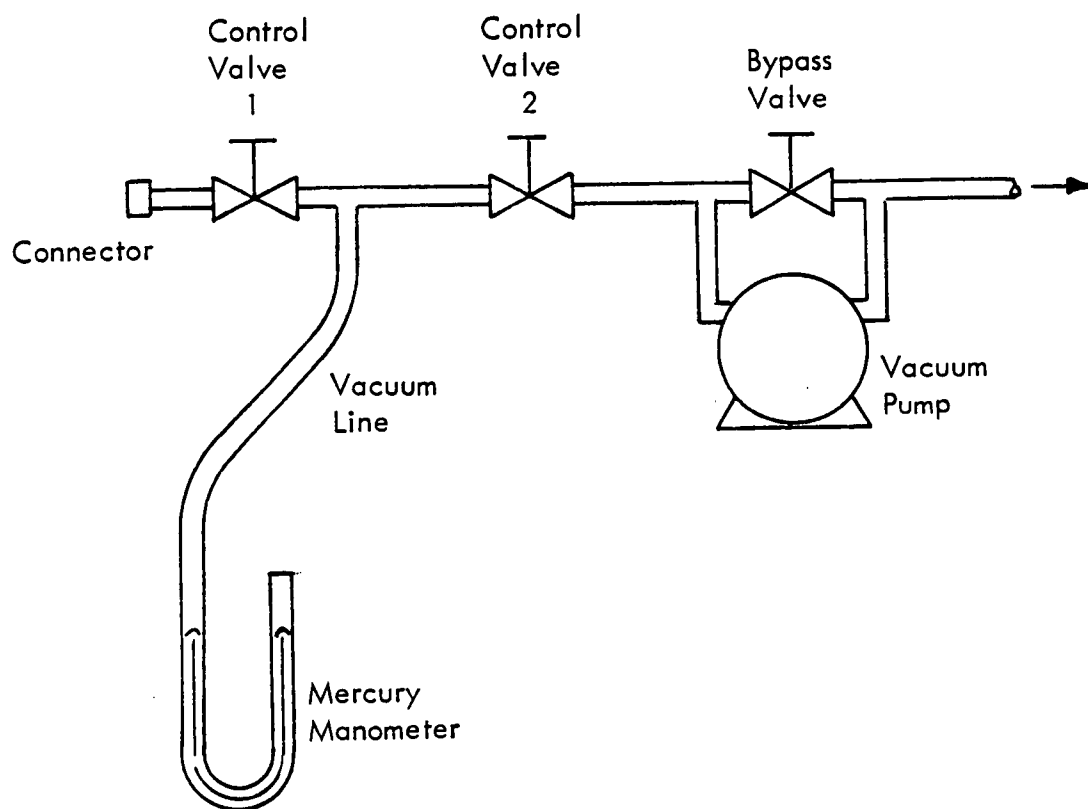 Control
Valve
1
Control
Valve
2
Bypass
Valve
Connector
Vacuum
Line
Vacuum
Pump
Mercury
Manometer